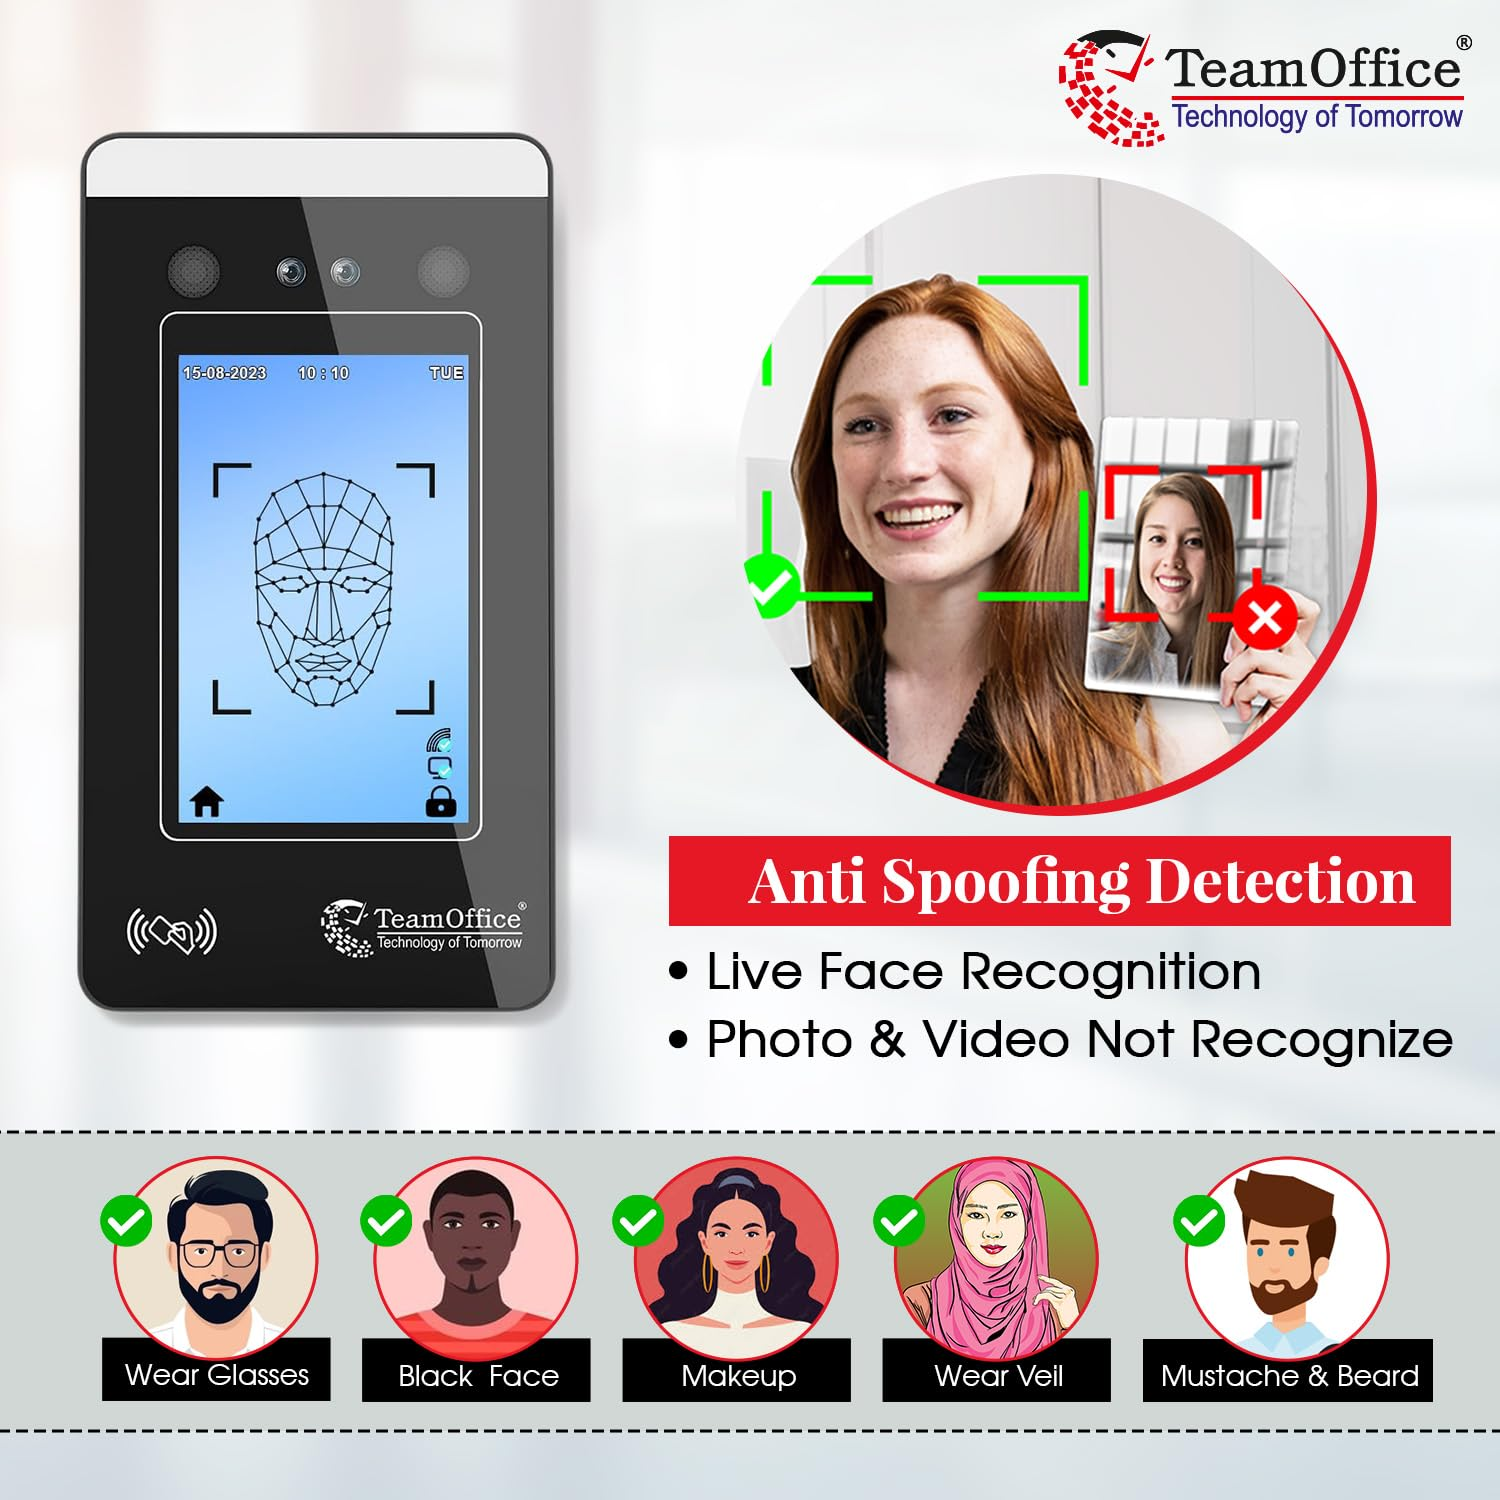 TeamOffice®
Technology of Tomorrow
15-08-2023 10 : 10 TUE
TeamOffice®
Technology of Tomorrow
Anti Spoofing Detection
• Live Face Recognition
• Photo & Video Not Recognize
Wear Glasses
Black Face
Makeup
Wear Veil
Mustache & Beard